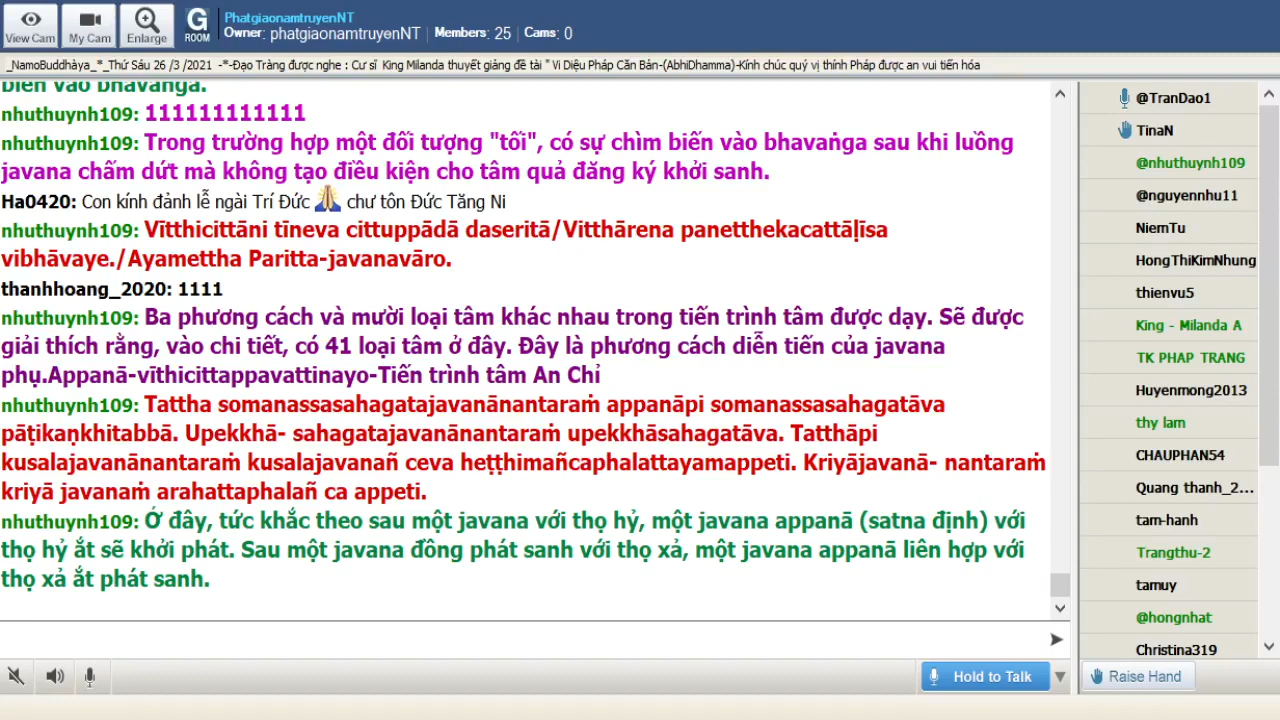 View Cam
My Cam
Enlarge
G
ROOM
PhatgiaonamtruyenNT
Owner: phatgiaonamtruyenNT | Members: 25 | Cams: 0
_NamoBuddhàya_*_Thứ Sáu 26 /3 /2021 -*-Đạo Tràng được nghe : Cư sĩ King Milanda thuyết giảng đề tài " Vi Diệu Pháp Căn Bản-(AbhiDhamma)-Kính chúc quý vị thính Pháp được an vui tiến hóa
biến vào bhavaṅga.
nhuthuynh109: 111111111111
nhuthuynh109: Trong trường hợp một đối tượng "tối", có sự chìm biến vào bhavaṅga sau khi luồng
javana chấm dứt mà không tạo điều kiện cho tâm quả đăng ký khởi sanh.
Ha0420: Con kính đảnh lễ ngài Trí Đức 🙏 chư tôn Đức Tăng Ni
nhuthuynh109: Vītthicittāni tīneva cittuppādā daseritā/Vitthārena panetthekacattāḷīsa
vibhāvaye./Ayamettha Paritta-javanavāro.
thanhhoang_2020: 1111
nhuthuynh109: Ba phương cách và mười loại tâm khác nhau trong tiến trình tâm được dạy. Sẽ được
giải thích rằng, vào chi tiết, có 41 loại tâm ở đây. Đây là phương cách diễn tiến của javana
phụ.Appanā-vīthicittappavattinayo-Tiến trình tâm An Chỉ
nhuthuynh109: Tattha somanassasahagatajavanānantaraṁ appanāpi somanassasahagatāva
pāṭikaṇkhitabbā. Upekkhā- sahagatajavanānantaraṁ upekkhāsahagatāva. Tatthāpi
kusalajavanānantaraṁ kusalajavanañ ceva heṭṭhimañcaphalattayamappeti. Kriyājavanā- nantaraṁ
kriyā javanaṁ arahattaphalañ ca appeti.
nhuthuynh109: Ở đây, tức khắc theo sau một javana với thọ hỷ, một javana appanā (satna định) với
thọ hỷ ắt sẽ khởi phát. Sau một javana đồng phát sanh với thọ xả, một javana appanā liên hợp với
thọ xả ắt phát sanh.
@TranDao1
TinaN
@nhuthuynh109
@nguyennhu11
NiemTu
HongThiKimNhung
thienvu5
King - Milanda A
TK PHAP TRANG
Huyenmong2013
thy lam
CHAUPHAN54
Quang thanh_2...
tam-hanh
Trangthu-2
tamuy
@hongnhat
Christina319
Hold to Talk
Raise Hand